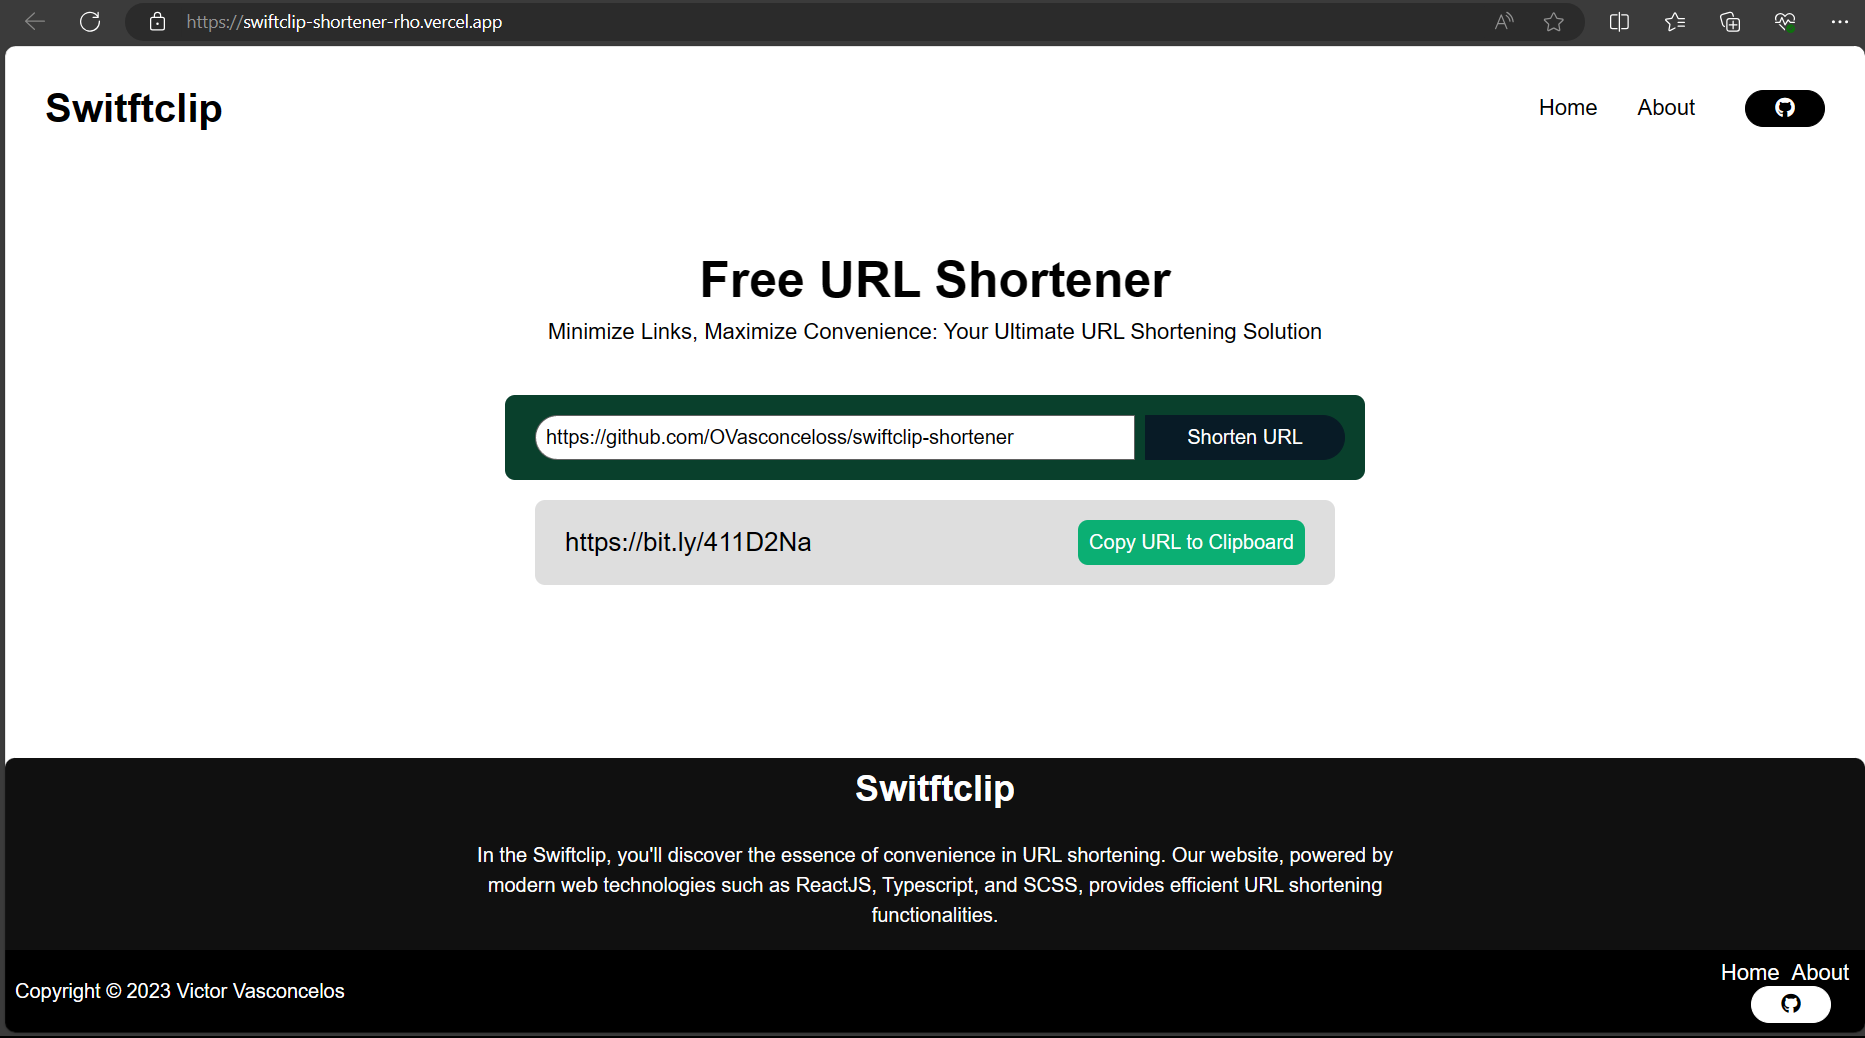 https://swiftclip-shortener-rho.vercel.app
Switftclip
Home About
Free URL Shortener
Minimize Links, Maximize Convenience: Your Ultimate URL Shortening Solution
https://github.com/OVasconceloss/swiftclip-shortener Shorten URL
https://bit.ly/411D2Na Copy URL to Clipboard
Switftclip
In the Swiftclip, you'll discover the essence of convenience in URL shortening. Our website, powered by
modern web technologies such as ReactJS, Typescript, and SCSS, provides efficient URL shortening
functionalities.
Home About
Copyright © 2023 Victor Vasconcelos